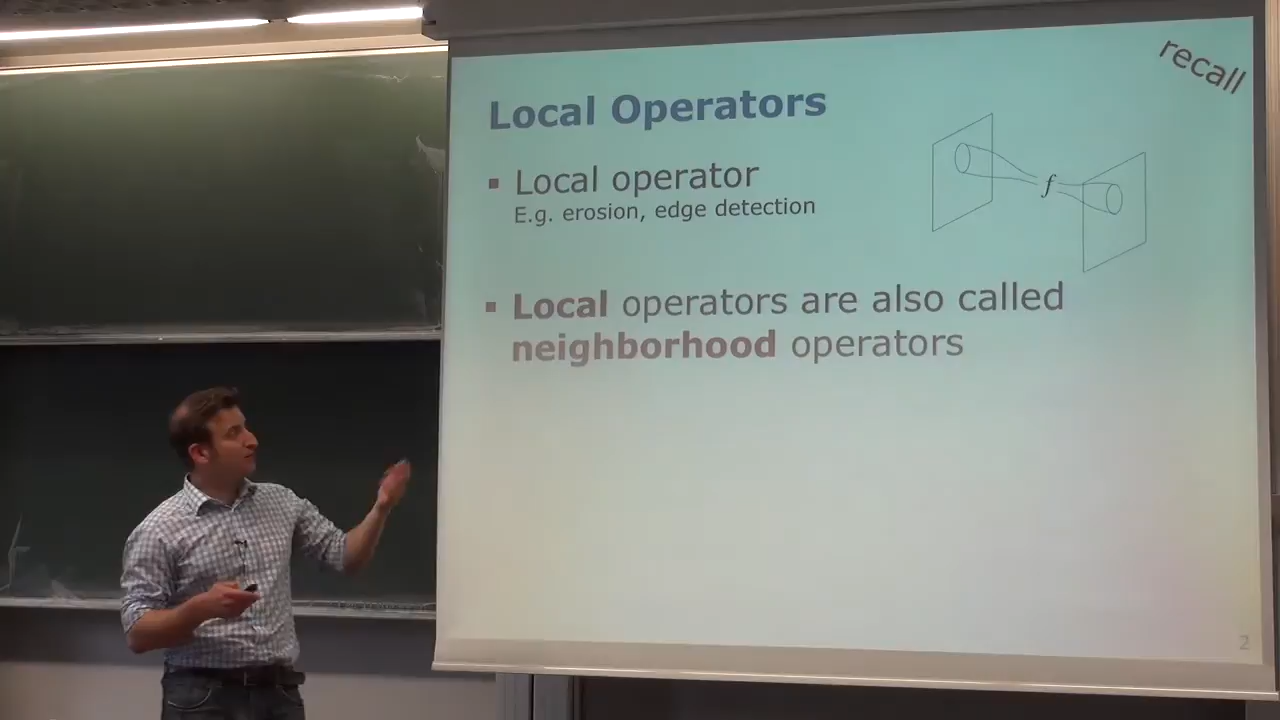 recall
Local Operators
Local operator
E.g. erosion, edge detection
f
Local operators are also called
neighborhood operators
2